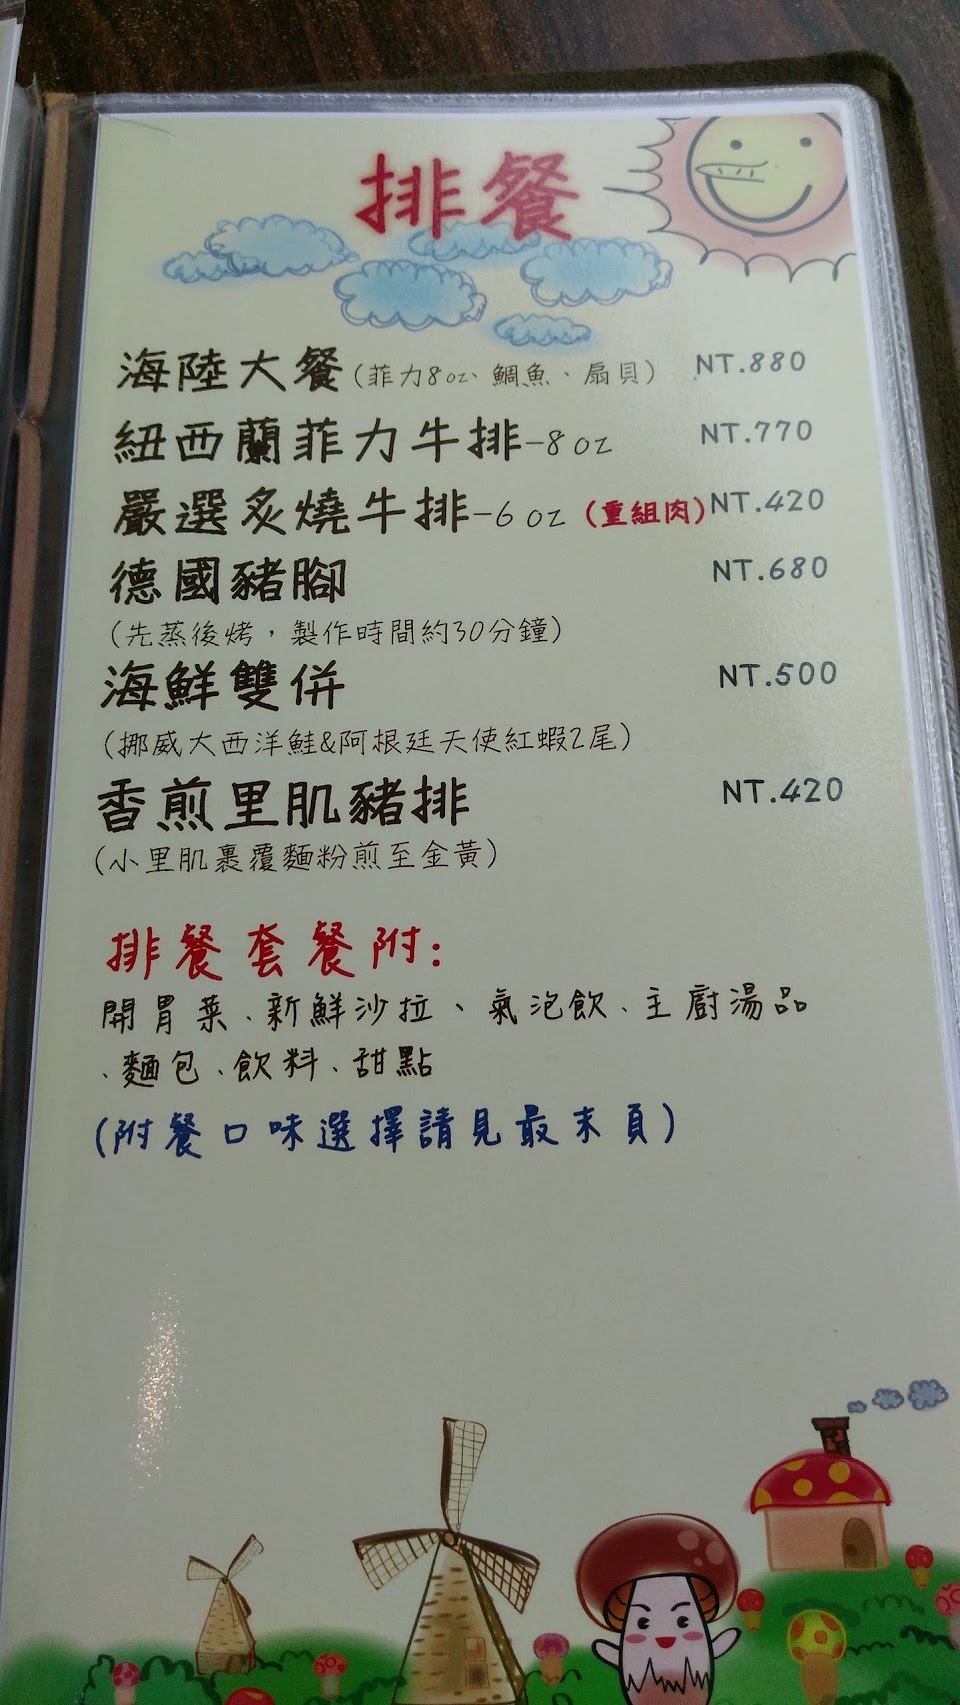 排餐
海陸大餐(菲力8oz、鯛魚、扇貝) NT.880
紐西蘭菲力牛排-8oz NT.770
嚴選炙燒牛排-6oz (重組肉) NT.420
德國豬腳 NT.680
(先蒸後烤，製作時間約30分鐘)
海鮮雙併 NT.500
(挪威大西洋鮭&阿根廷天使紅蝦2尾)
香煎里肌豬排 NT.420
(小里肌裹覆麵粉煎至金黃)
排餐套餐附:
開胃菜、新鮮沙拉、氣泡飲、主廚湯品
、麵包、飲料、甜點
(附餐口味選擇請見最末頁)